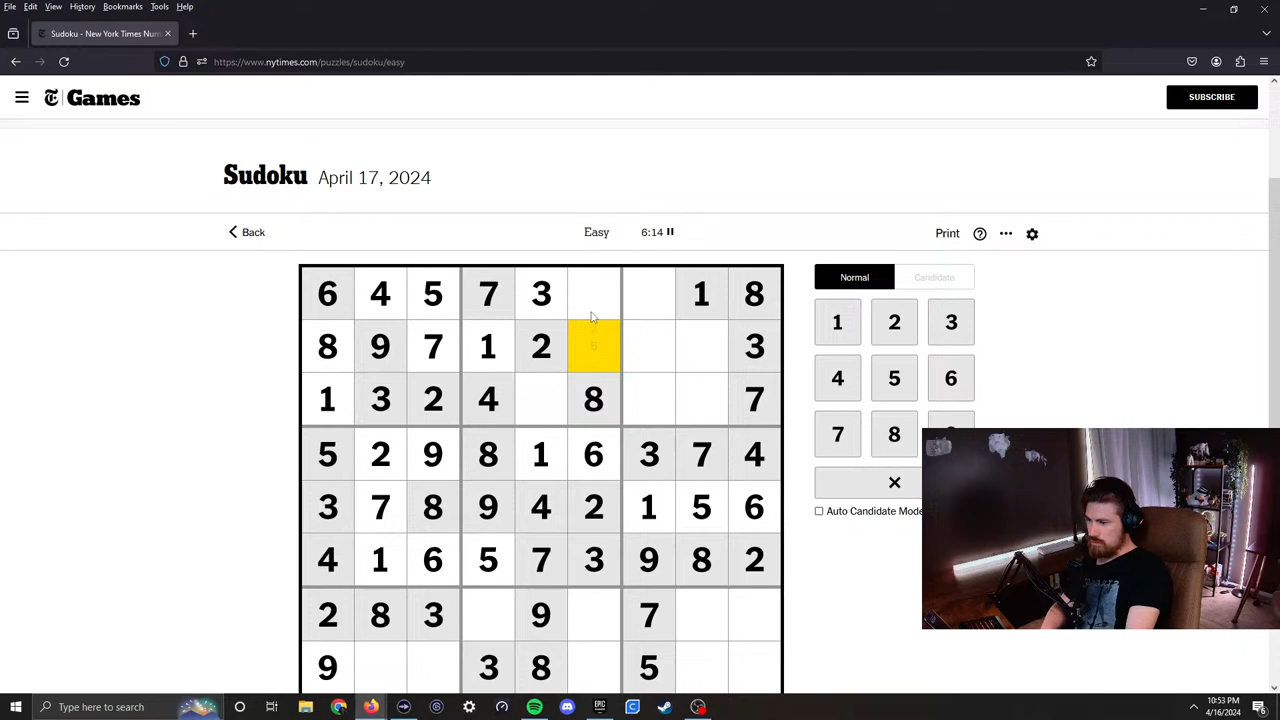 File Edit View History Bookmarks Tools Help
Sudoku - New York Times Num
https://www.nytimes.com/puzzles/sudoku/easy
Games
SUBSCRIBE
Sudoku April 17, 2024
Back Easy 6:14 Print
6 4 5 7 3 1 8
8 9 7 1 2 5 3
1 3 2 4 8 7
5 2 9 8 1 6 3 7 4
3 7 8 9 4 2 1 5 6
4 1 6 5 7 3 9 8 2
2 8 3 9 7
9 3 8 5
Normal Candidate
1 2 3
4 5 6
7 8
Auto Candidate Mode
Type here to search
10:53 PM
4/16/2024